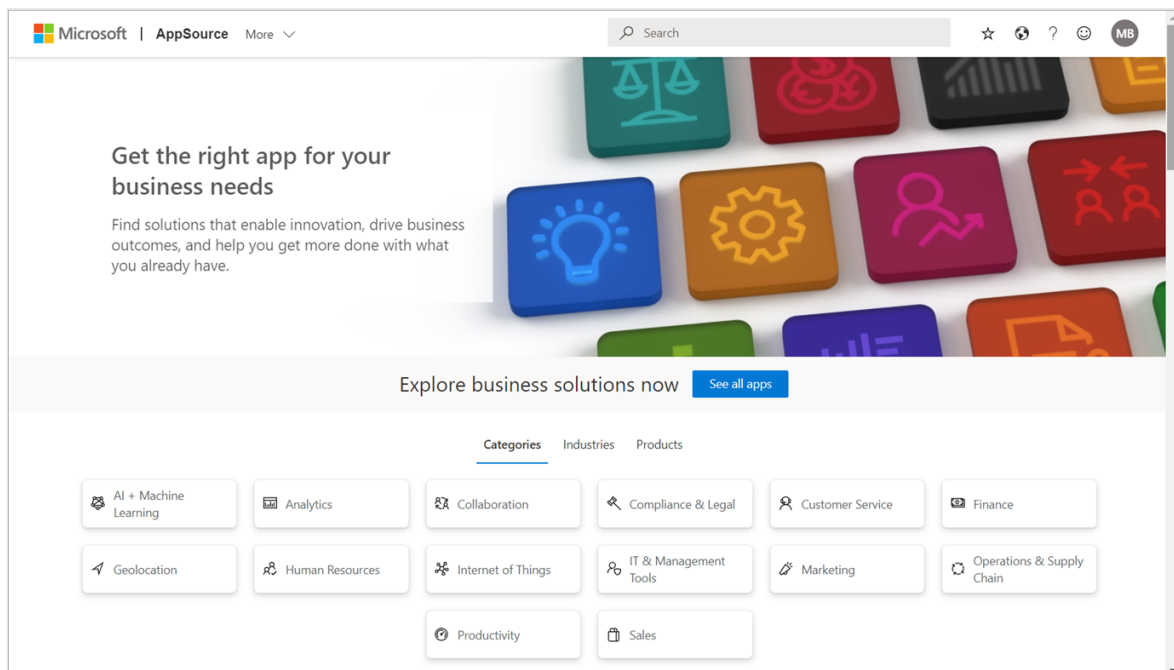 Microsoft | AppSource More
Search
MB
Get the right app for your
business needs
Find solutions that enable innovation, drive business
outcomes, and help you get more done with what
you already have.
Explore business solutions now See all apps
Categories Industries Products
AI + Machine
Learning
Analytics
Collaboration
Compliance & Legal
Customer Service
Finance
Geolocation
Human Resources
Internet of Things
IT & Management
Tools
Marketing
Operations & Supply
Chain
Productivity
Sales